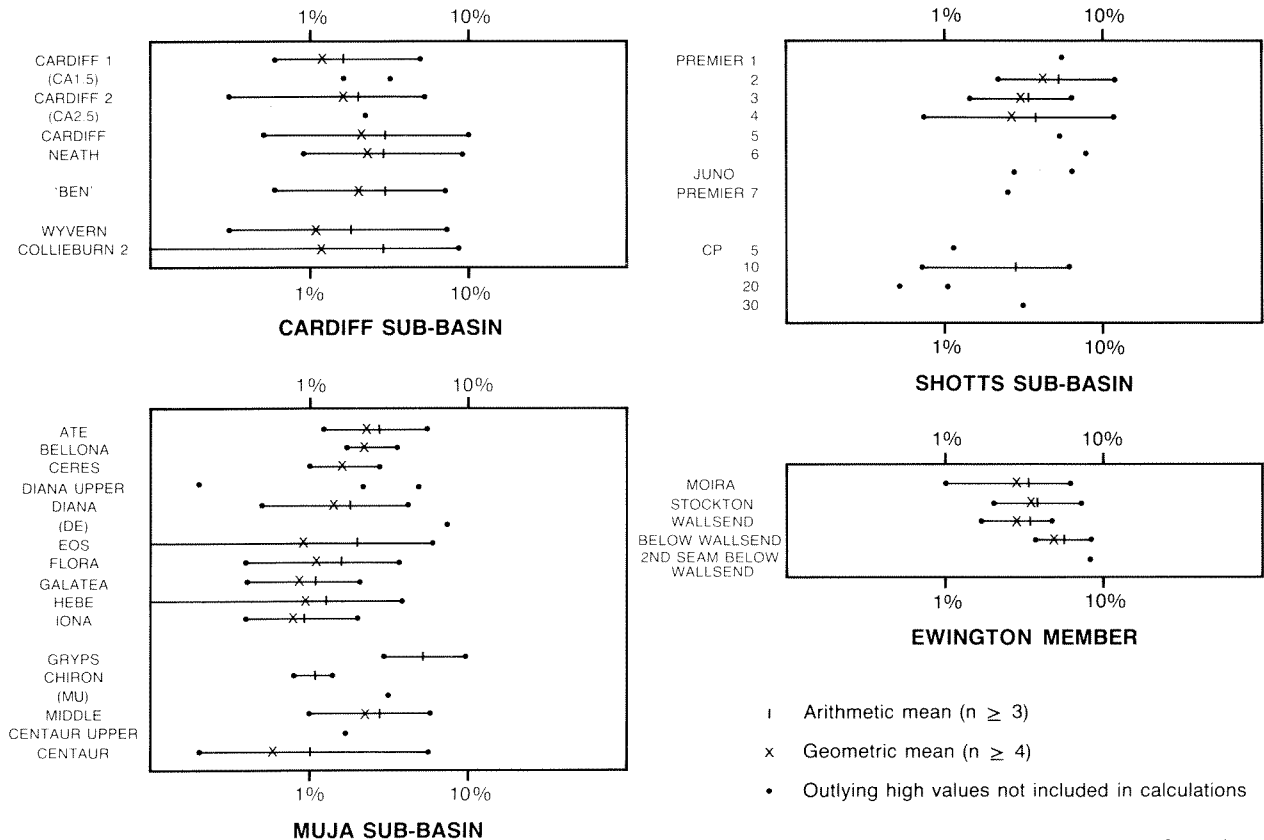 1%	10%
CARDIFF 1
(CA1.5)
CARDIFF 2
(CA2.5)
CARDIFF
NEATH
'BEN'
WYVERN
COLLIEBURN 2
1%	10%
CARDIFF SUB-BASIN
1%	10%
PREMIER 1
2
3
4
5
6
JUNO
PREMIER 7
CP 5
10
20
30
1%	10%
SHOTTS SUB-BASIN
1%	10%
ATE
BELLONA
CERES
DIANA UPPER
DIANA
(DE)
EOS
FLORA
GALATEA
HEBE
IONA
GRYPS
CHIRON
(MU)
MIDDLE
CENTAUR UPPER
CENTAUR
1%	10%
MUJA SUB-BASIN
1%	10%
MOIRA
STOCKTON
WALLSEND
BELOW WALLSEND
2ND SEAM BELOW
WALLSEND
1%	10%
EWINGTON MEMBER
ı Arithmetic mean (n ≥ 3)
x Geometric mean (n ≥ 4)
• Outlying high values not included in calculations